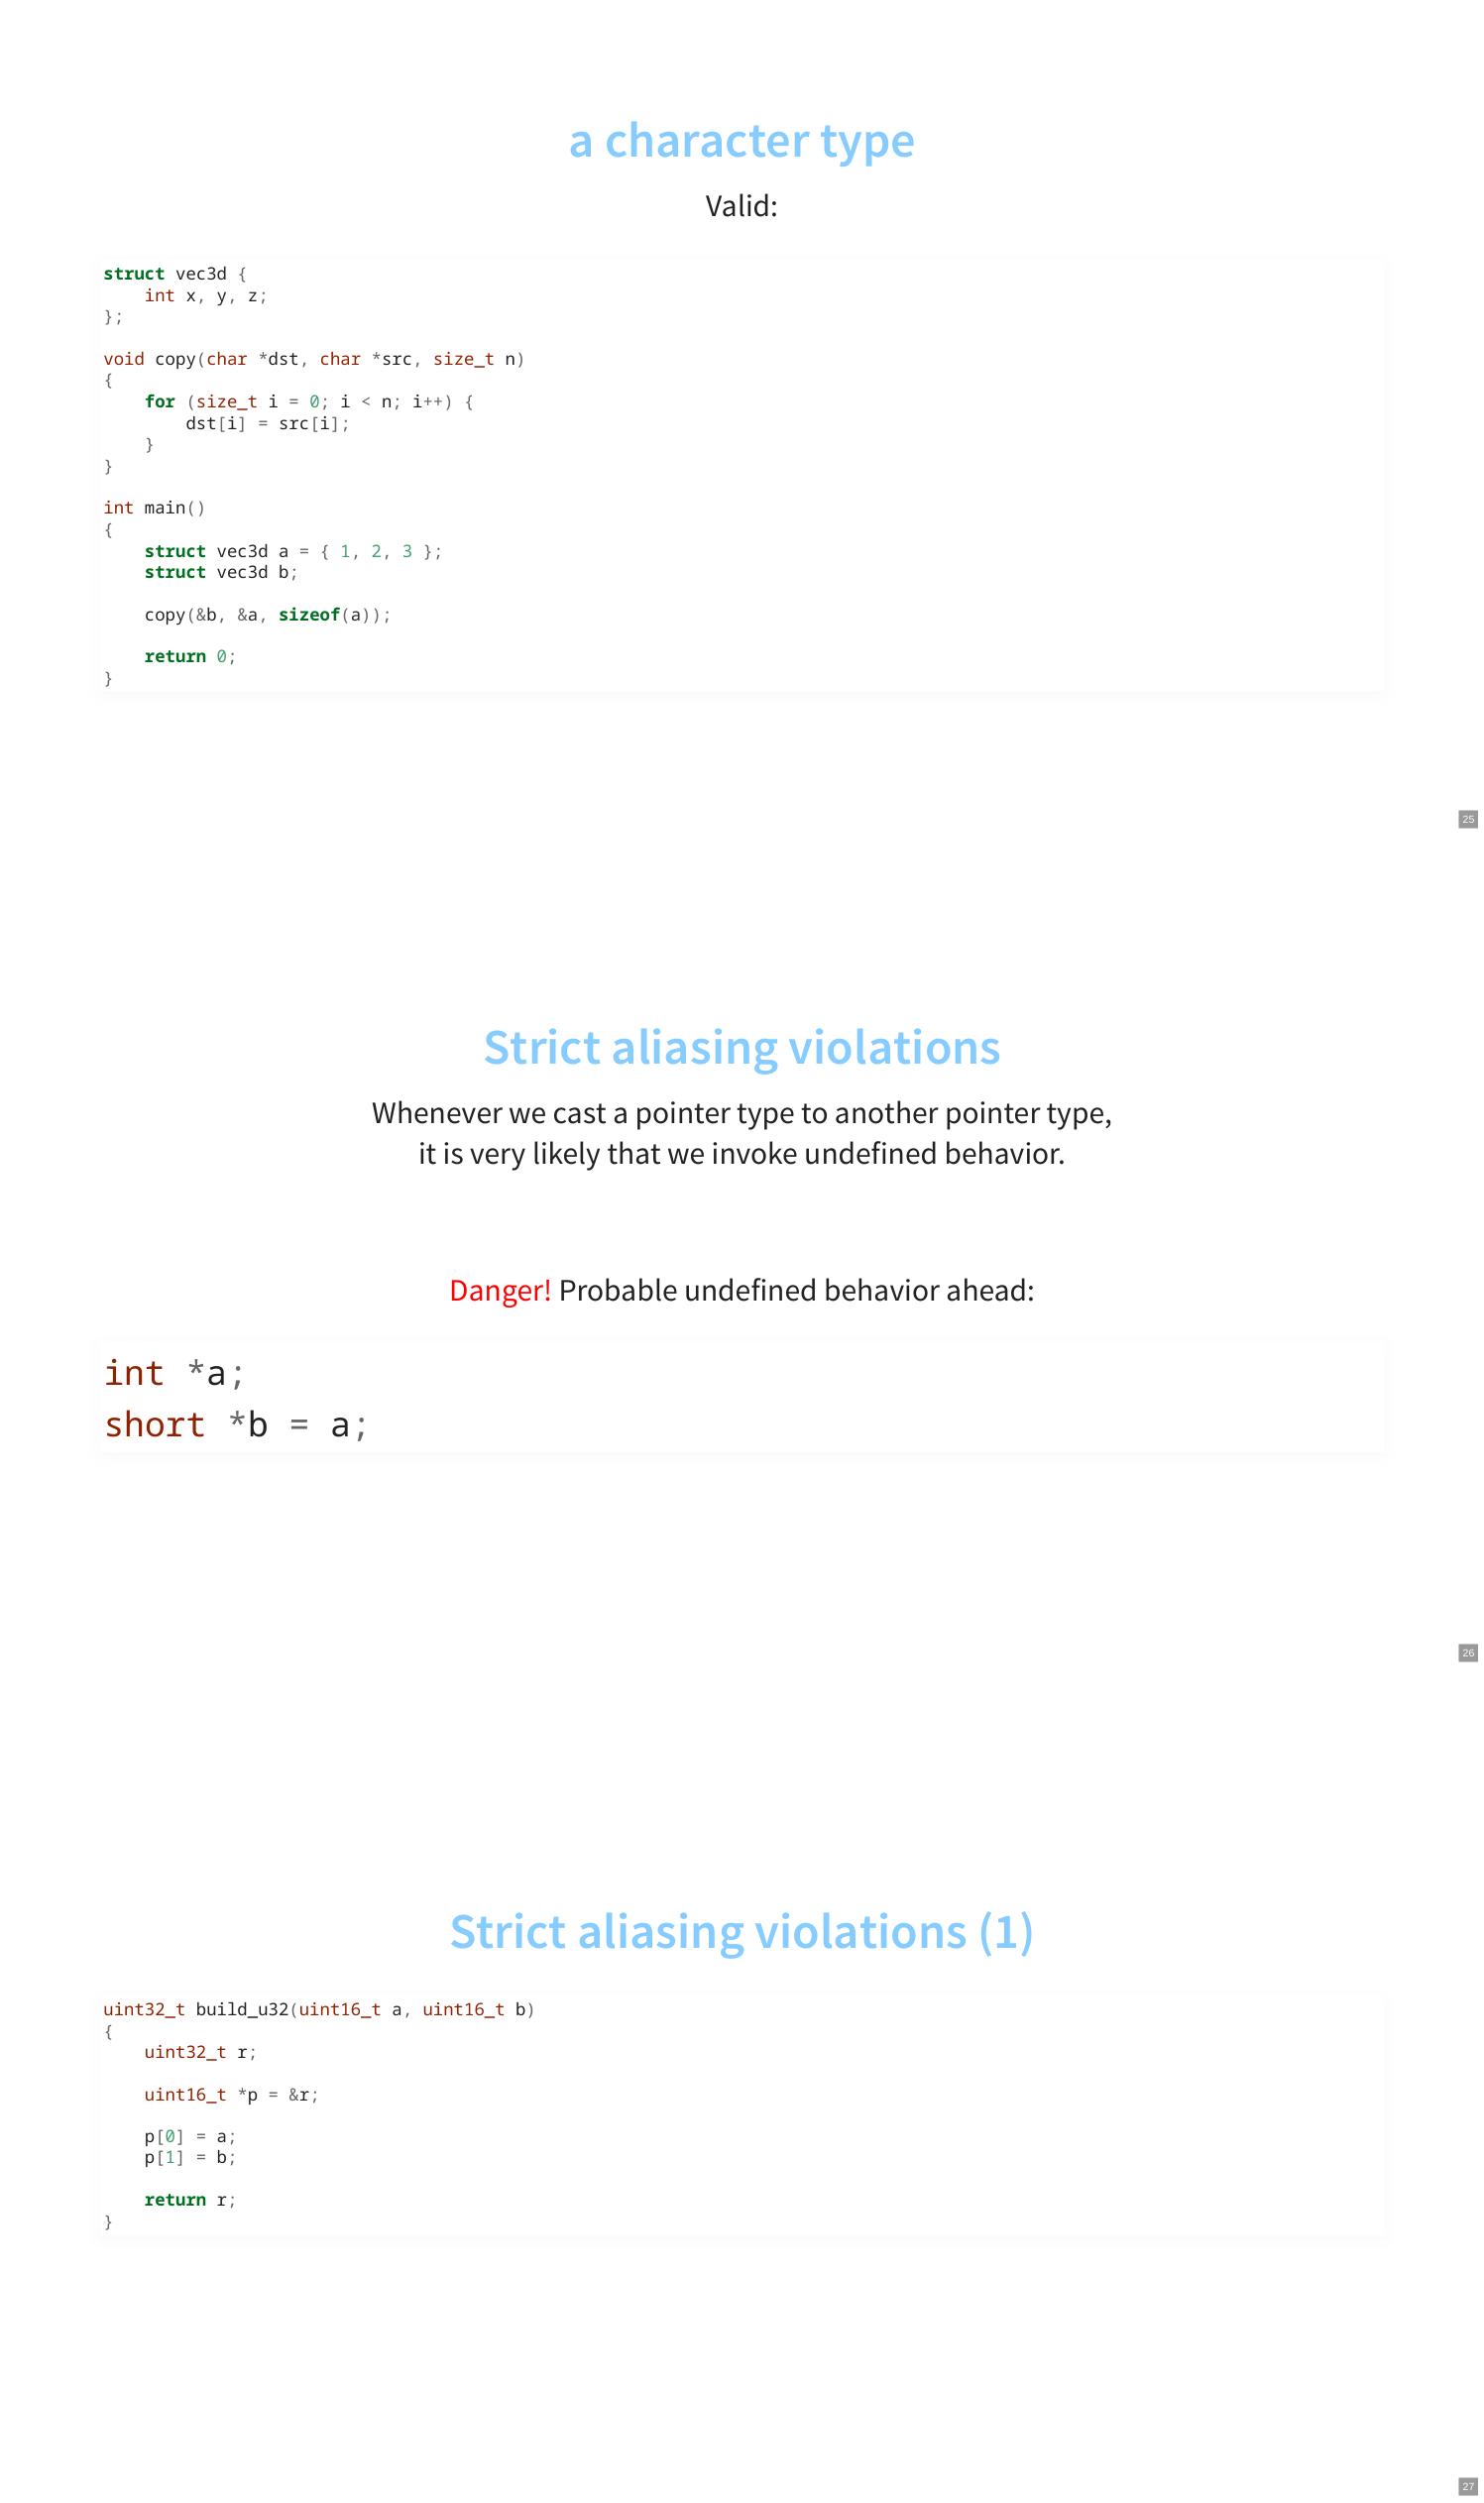 a character type
Valid:
struct vec3d {
    int x, y, z;
};
void copy(char *dst, char *src, size_t n)
{
    for (size_t i = 0; i < n; i++) {
        dst[i] = src[i];
    }
}
int main()
{
    struct vec3d a = { 1, 2, 3 };
    struct vec3d b;
    copy(&b, &a, sizeof(a));
    return 0;
}
25
Strict aliasing violations
Whenever we cast a pointer type to another pointer type,
it is very likely that we invoke undefined behavior.
Danger! Probable undefined behavior ahead:
int *a;
short *b = a;
26
Strict aliasing violations (1)
uint32_t build_u32(uint16_t a, uint16_t b)
{
    uint32_t r;
    uint16_t *p = &r;
    p[0] = a;
    p[1] = b;
    return r;
}
27